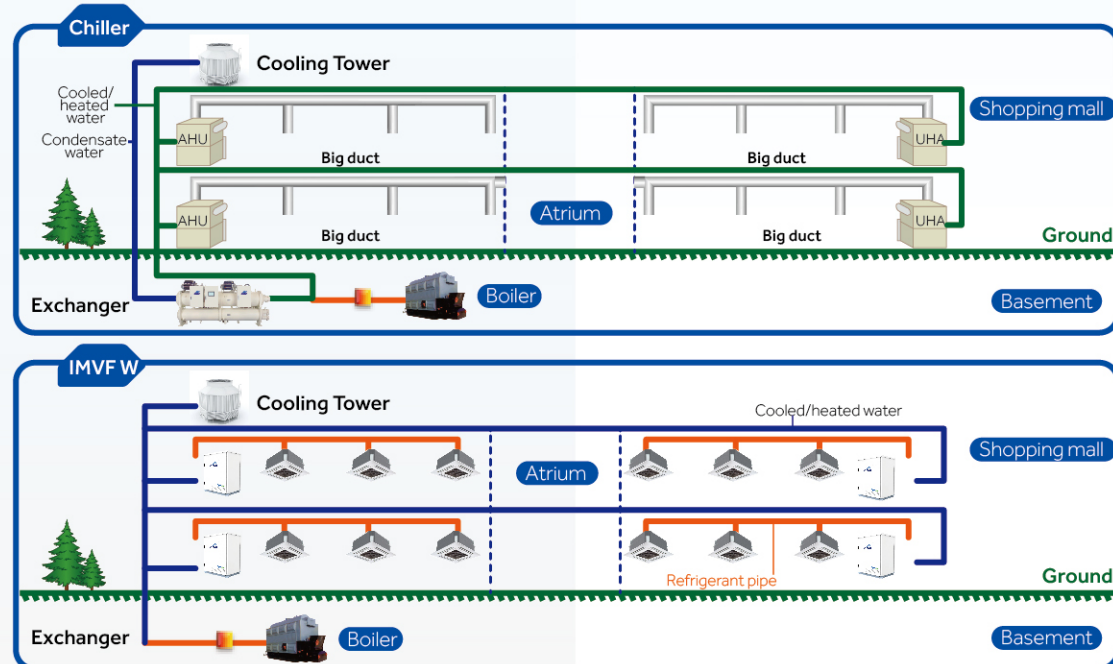 Chiller
Cooling Tower
Cooled/
heated
water
Condensate
water
Shopping mall
AHU
UHA
Big duct
Big duct
AHU
Atrium
UHA
Big duct
Big duct
Ground
Exchanger
Boiler
Basement
IMVF W
Cooling Tower
Cooled/heated water
Shopping mall
Atrium
Refrigerant pipe
Ground
Exchanger
Boiler
Basement